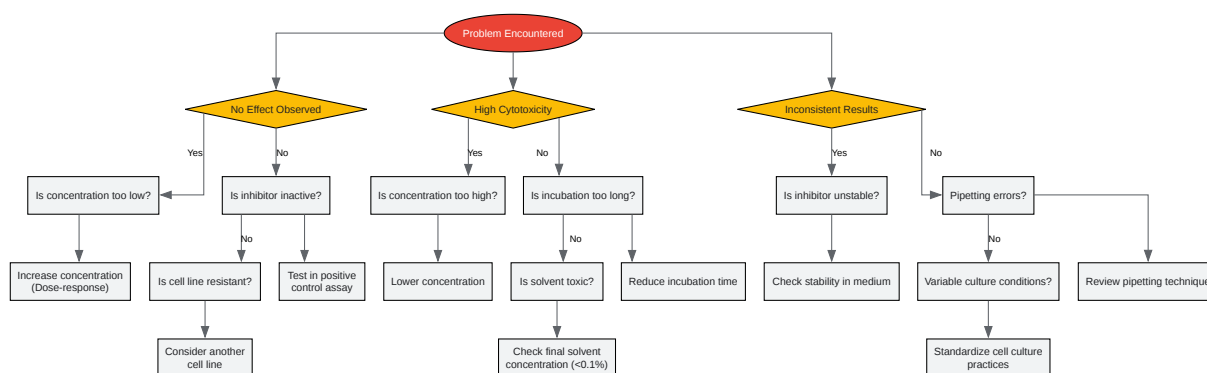 Problem Encountered
No Effect Observed
High Cytotoxicity
Inconsistent Results
Yes
No
Yes
No
Yes
No
Is concentration too low?
Is inhibitor inactive?
Is concentration too high?
Is incubation too long?
Is inhibitor unstable?
Pipetting errors?
No
No
No
Increase concentration
(Dose-response)
Is cell line resistant?
Test in positive
control assay
Lower concentration
Is solvent toxic?
Reduce incubation time
Check stability in medium
Variable culture conditions?
Review pipetting technique
Consider another
cell line
Check final solvent
concentration (<0.1%)
Standardize cell culture
practices